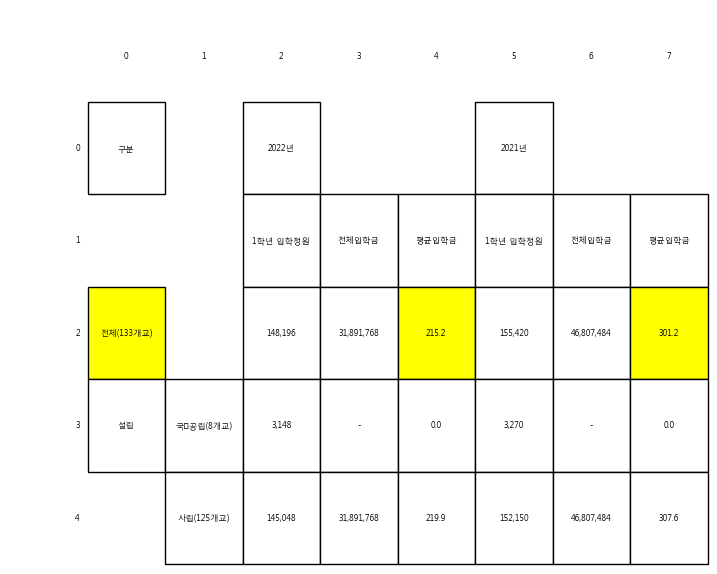 0 1 2 3 4 5 6 7
0 구분 2022년 2021년
1 1학년 입학정원 전체입학금 평균입학금 1학년 입학정원 전체입학금 평균입학금
2 전체(133개교) 148,196 31,891,768 215.2 155,420 46,807,484 301.2
3 설립 국공립(8개교) 3,148 - 0.0 3,270 - 0.0
4 사립(125개교) 145,048 31,891,768 219.9 152,150 46,807,484 307.6